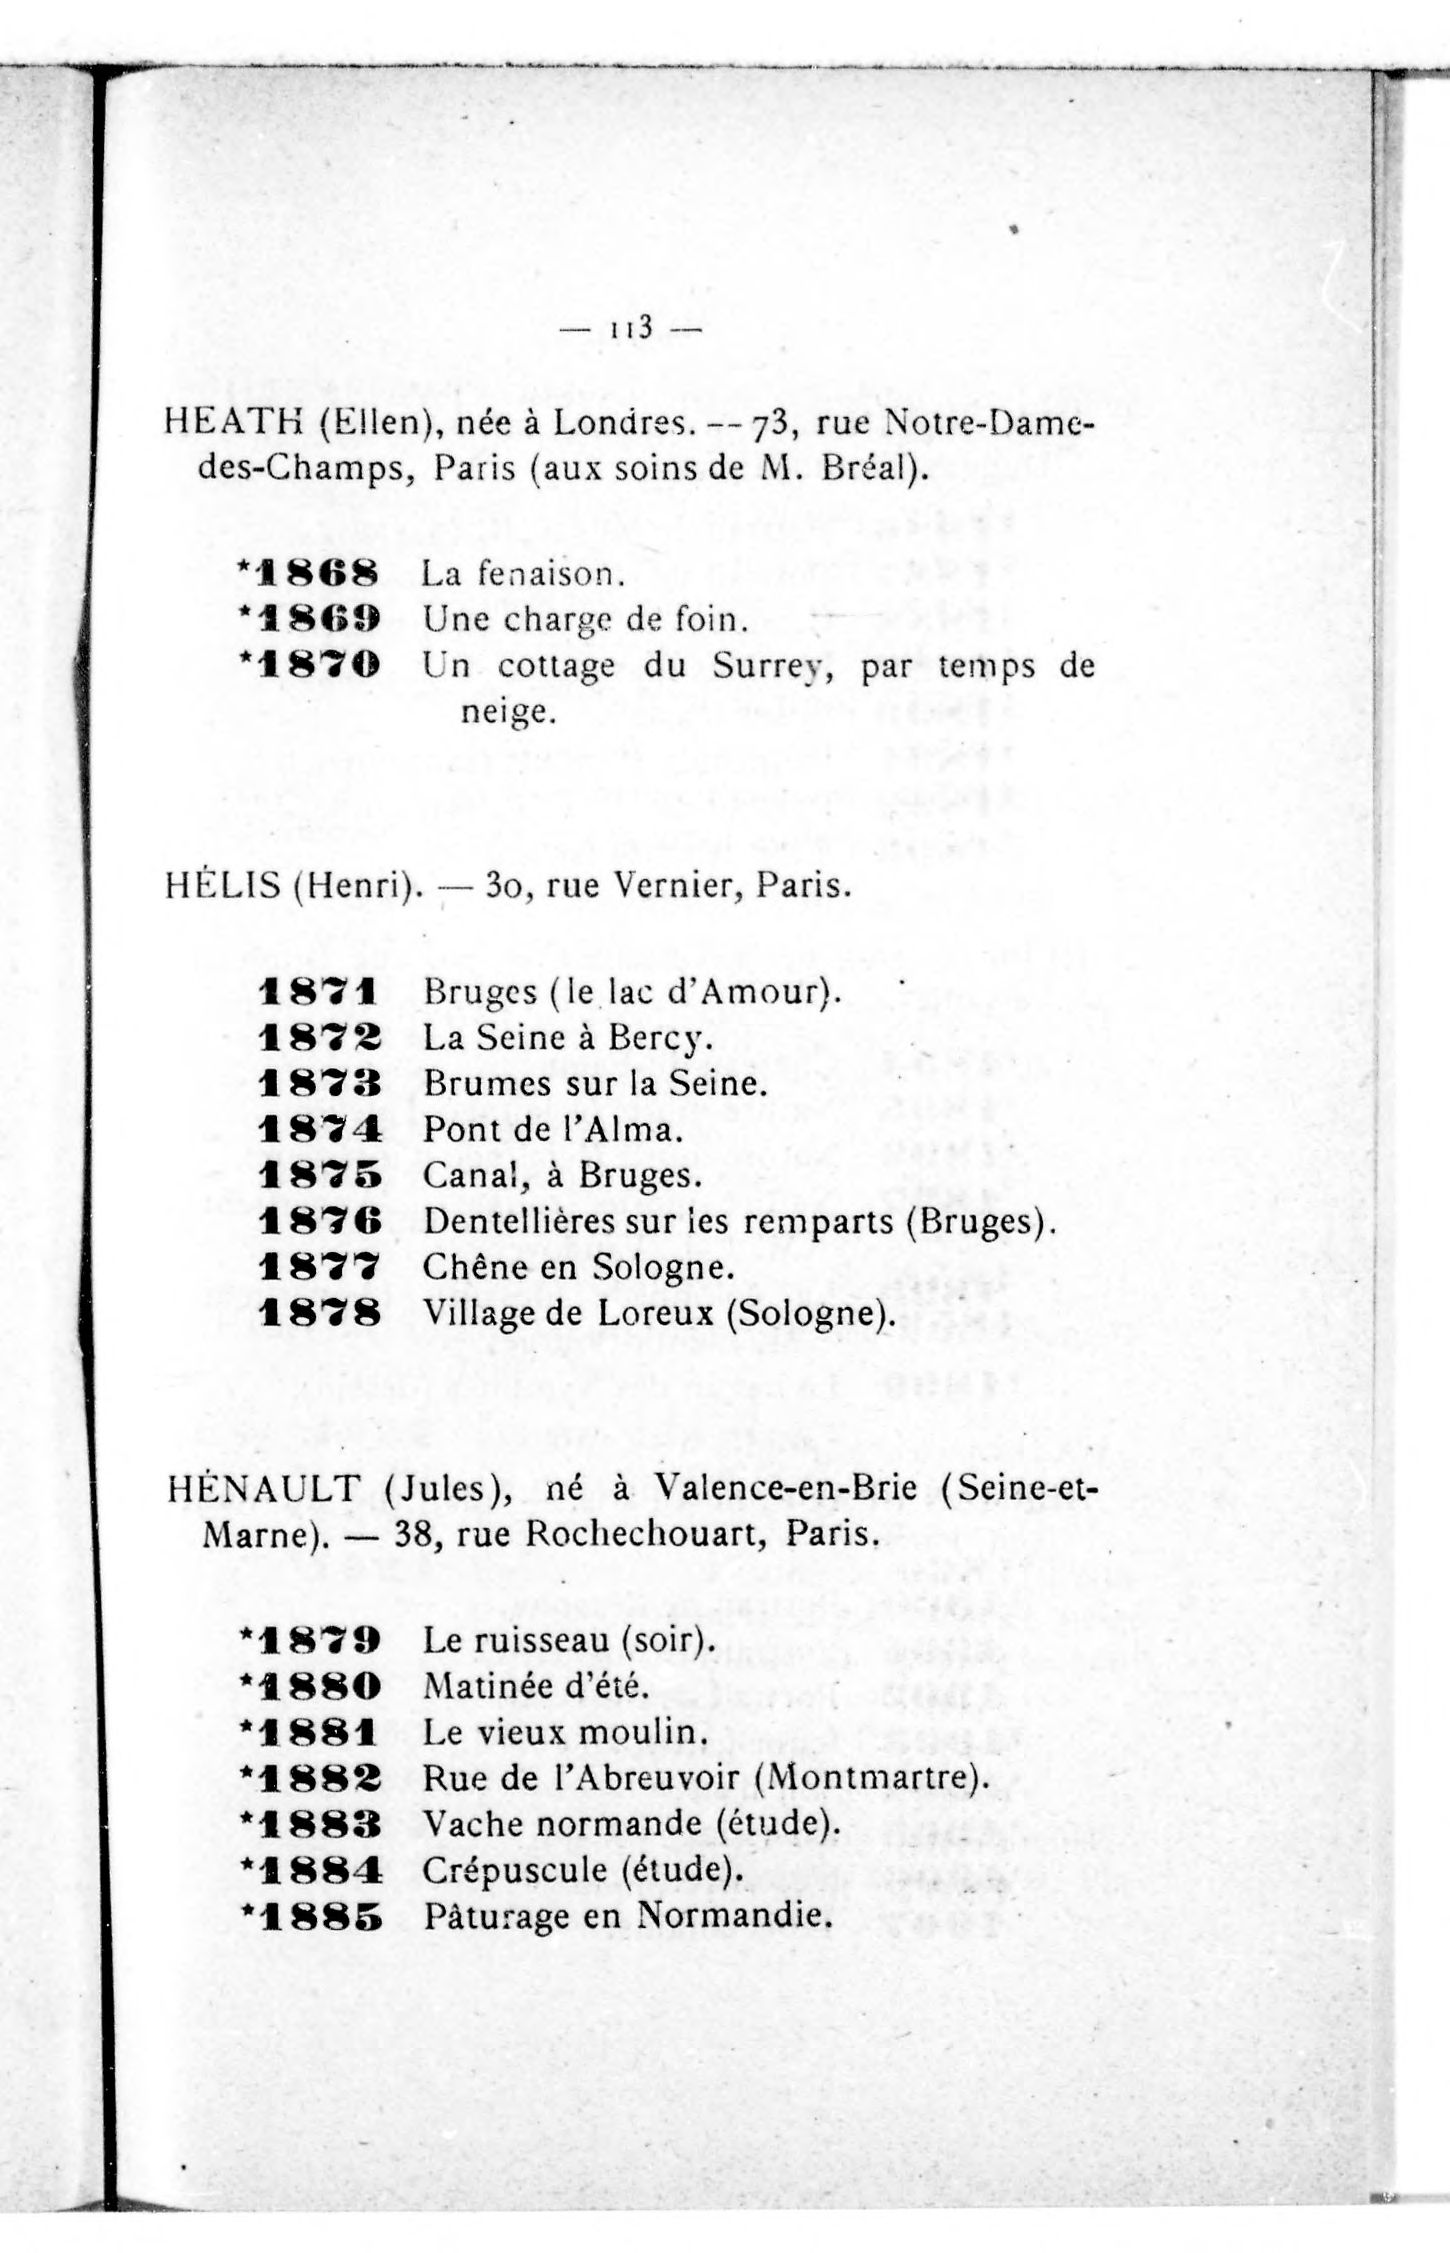 — 113 —
HEATH (Ellen), née à Londres. — 73, rue Notre-Dame-
des-Champs, Paris (aux soins de M. Bréal).
*1868 La fenaison.
*1869 Une charge de foin.
*1870 Un cottage du Surrey, par temps de
neige.
HÉLIS (Henri). — 30, rue Vernier, Paris.
1871 Bruges (le lac d'Amour).
1872 La Seine à Bercy.
1873 Brumes sur la Seine.
1874 Pont de l'Alma.
1875 Canal, à Bruges.
1876 Dentellières sur les remparts (Bruges).
1877 Chêne en Sologne.
1878 Village de Loreux (Sologne).
HÉNAULT (Jules), né à Valence-en-Brie (Seine-et-
Marne). — 38, rue Rochechouart, Paris.
*1879 Le ruisseau (soir).
*1880 Matinée d'été.
*1881 Le vieux moulin.
*1882 Rue de l'Abreuvoir (Montmartre).
*1883 Vache normande (étude).
*1884 Crépuscule (étude).
*1885 Pâturage en Normandie.